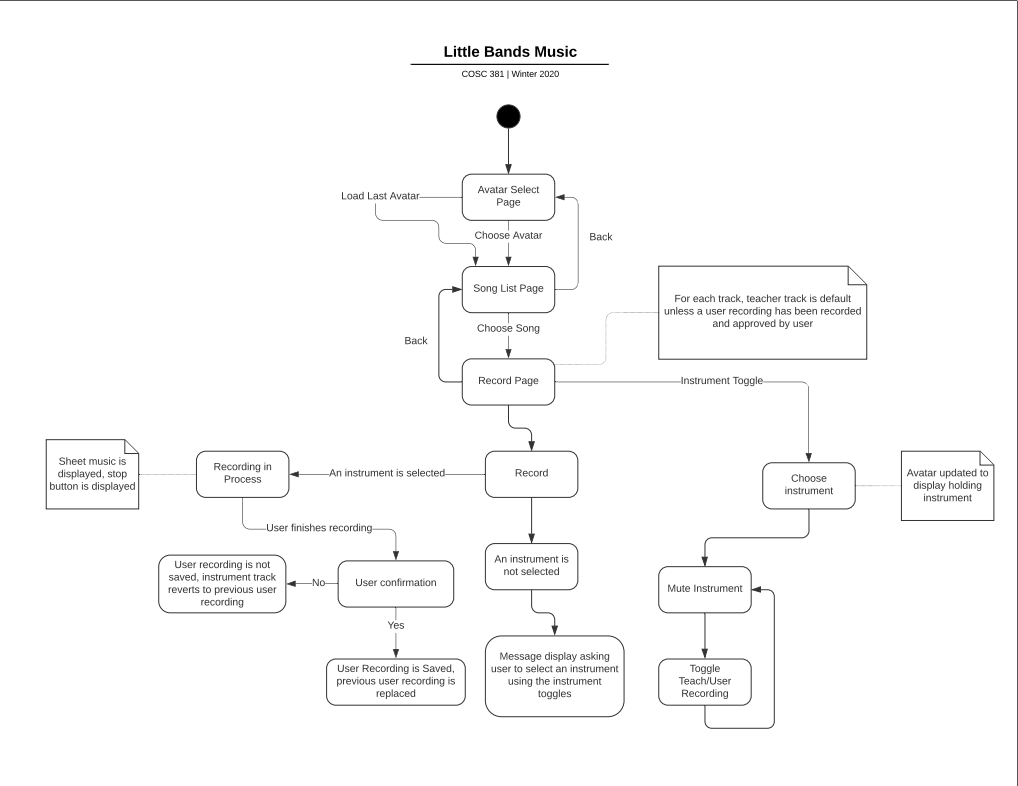 Little Bands Music
COSC 381 | Winter 2020
Avatar Select
Page
Load Last Avatar
Choose Avatar
Back
Song List Page
For each track, teacher track is default
unless a user recording has been recorded
and approved by user
Choose Song
Back
Record Page
Instrument Toggle
Sheet music is
displayed, stop
button is displayed
Recording in
Process
An instrument is selected
Record
Choose
instrument
Avatar updated to
display holding
instrument
User finishes recording
An instrument is
not selected
User recording is not
saved, instrument track
reverts to previous user
recording
No
User confirmation
Mute Instrument
Yes
User Recording is Saved,
previous user recording is
replaced
Message display asking
user to select an instrument
using the instrument
toggles
Toggle
Teach/User
Recording